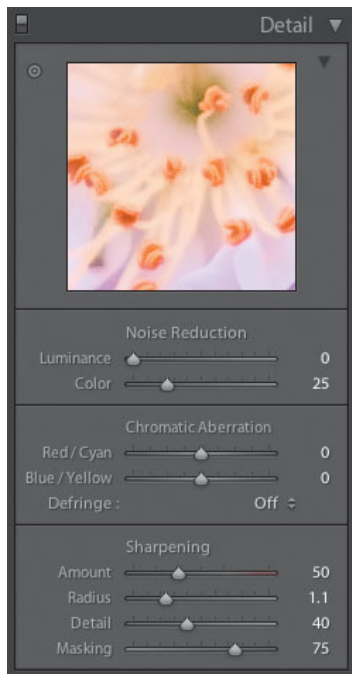 Detail
Noise Reduction
Luminance 0
Color 25
Chromatic Aberration
Red / Cyan 0
Blue / Yellow 0
Defringe : Off
Sharpening
Amount 50
Radius 1.1
Detail 40
Masking 75